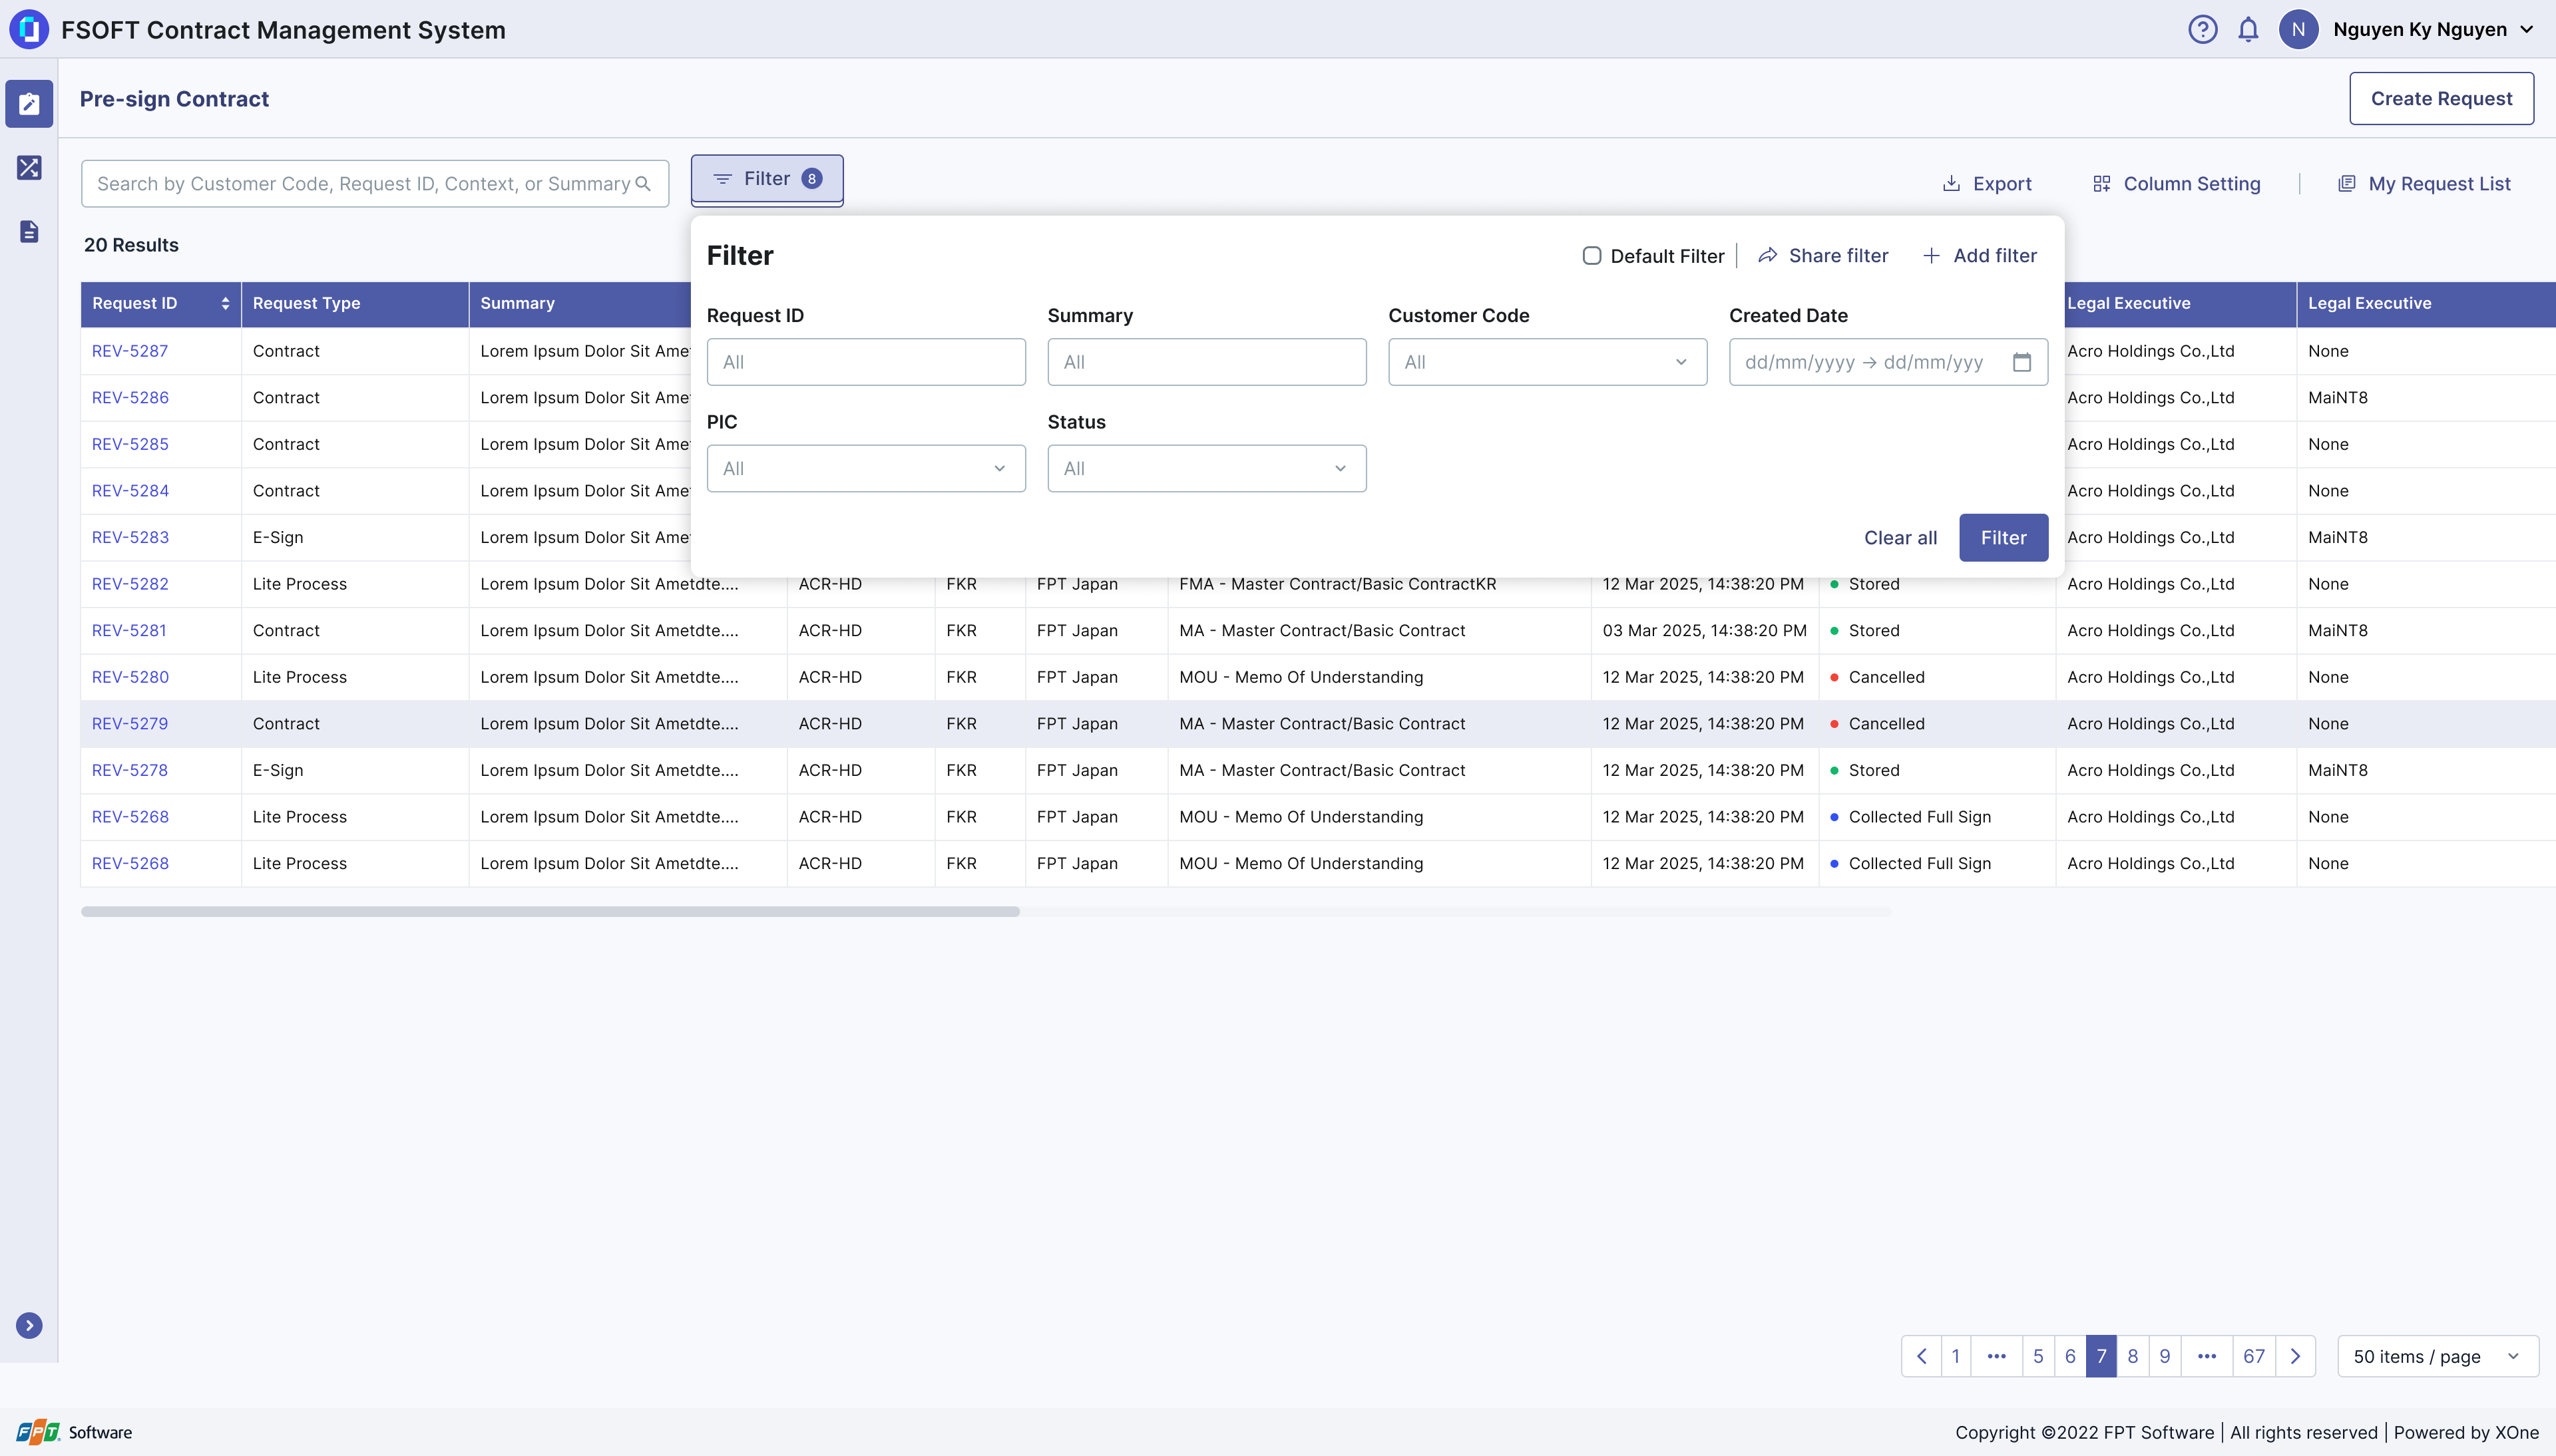 FSOFT Contract Management System
N
Nguyen Ky Nguyen
Pre-sign Contract
Create Request
Search by Customer Code, Request ID, Context, or Summary
Filter 8
Export
Column Setting
My Request List
20 Results
Filter
Default Filter
Share filter
Add filter
Request ID Summary Customer Code Created Date
All All All dd/mm/yyyy → dd/mm/yyy
PIC Status
All All
Clear all
Filter
Request ID Request Type Summary Legal Executive Legal Executive
REV-5287 Contract Lorem Ipsum Dolor Sit Amet Acro Holdings Co.,Ltd None
REV-5286 Contract Lorem Ipsum Dolor Sit Ame Acro Holdings Co.,Ltd MaiNT8
REV-5285 Contract Lorem Ipsum Dolor Sit Ame Acro Holdings Co.,Ltd None
REV-5284 Contract Lorem Ipsum Dolor Sit Ame Acro Holdings Co.,Ltd None
REV-5283 E-Sign Lorem Ipsum Dolor Sit Ame Acro Holdings Co.,Ltd MaiNT8
REV-5282 Lite Process Lorem Ipsum Dolor Sit Ametdte.... ACR-HD FKR FPT Japan FMA - Master Contract/Basic ContractKR 12 Mar 2025, 14:38:20 PM Stored Acro Holdings Co.,Ltd None
REV-5281 Contract Lorem Ipsum Dolor Sit Ametdte.... ACR-HD FKR FPT Japan MA - Master Contract/Basic Contract 03 Mar 2025, 14:38:20 PM Stored Acro Holdings Co.,Ltd MaiNT8
REV-5280 Lite Process Lorem Ipsum Dolor Sit Ametdte.... ACR-HD FKR FPT Japan MOU - Memo Of Understanding 12 Mar 2025, 14:38:20 PM Cancelled Acro Holdings Co.,Ltd None
REV-5279 Contract Lorem Ipsum Dolor Sit Ametdte.... ACR-HD FKR FPT Japan MA - Master Contract/Basic Contract 12 Mar 2025, 14:38:20 PM Cancelled Acro Holdings Co.,Ltd None
REV-5278 E-Sign Lorem Ipsum Dolor Sit Ametdte.... ACR-HD FKR FPT Japan MA - Master Contract/Basic Contract 12 Mar 2025, 14:38:20 PM Stored Acro Holdings Co.,Ltd MaiNT8
REV-5268 Lite Process Lorem Ipsum Dolor Sit Ametdte.... ACR-HD FKR FPT Japan MOU - Memo Of Understanding 12 Mar 2025, 14:38:20 PM Collected Full Sign Acro Holdings Co.,Ltd None
REV-5268 Lite Process Lorem Ipsum Dolor Sit Ametdte.... ACR-HD FKR FPT Japan MOU - Memo Of Understanding 12 Mar 2025, 14:38:20 PM Collected Full Sign Acro Holdings Co.,Ltd None
1 ••• 5 6 7 8 9 ••• 67
50 items / page
FPT Software
Copyright ©2022 FPT Software | All rights reserved | Powered by XOne